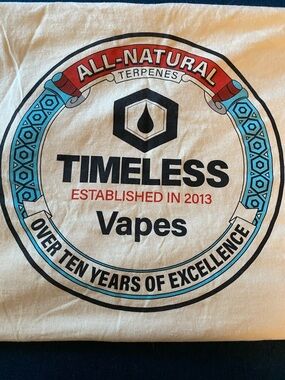 ALL-NATURAL
TERPENES
TIMELESS
ESTABLISHED IN 2013
Vapes
OVER TEN YEARS OF EXCELLENCE